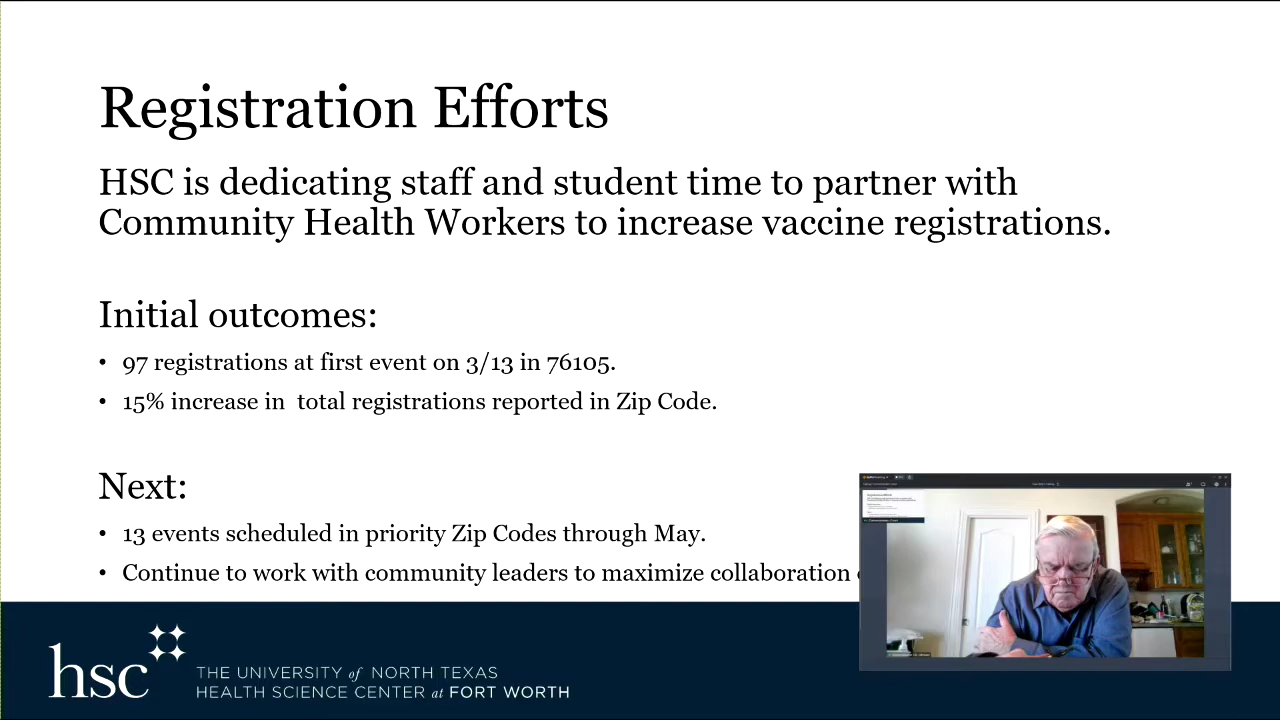 Registration Efforts
HSC is dedicating staff and student time to partner with
Community Health Workers to increase vaccine registrations.
Initial outcomes:
• 97 registrations at first event on 3/13 in 76105.
• 15% increase in  total registrations reported in Zip Code.
Next:
• 13 events scheduled in priority Zip Codes through May.
• Continue to work with community leaders to maximize collaboration
hsc
THE UNIVERSITY of NORTH TEXAS
HEALTH SCIENCE CENTER at FORT WORTH